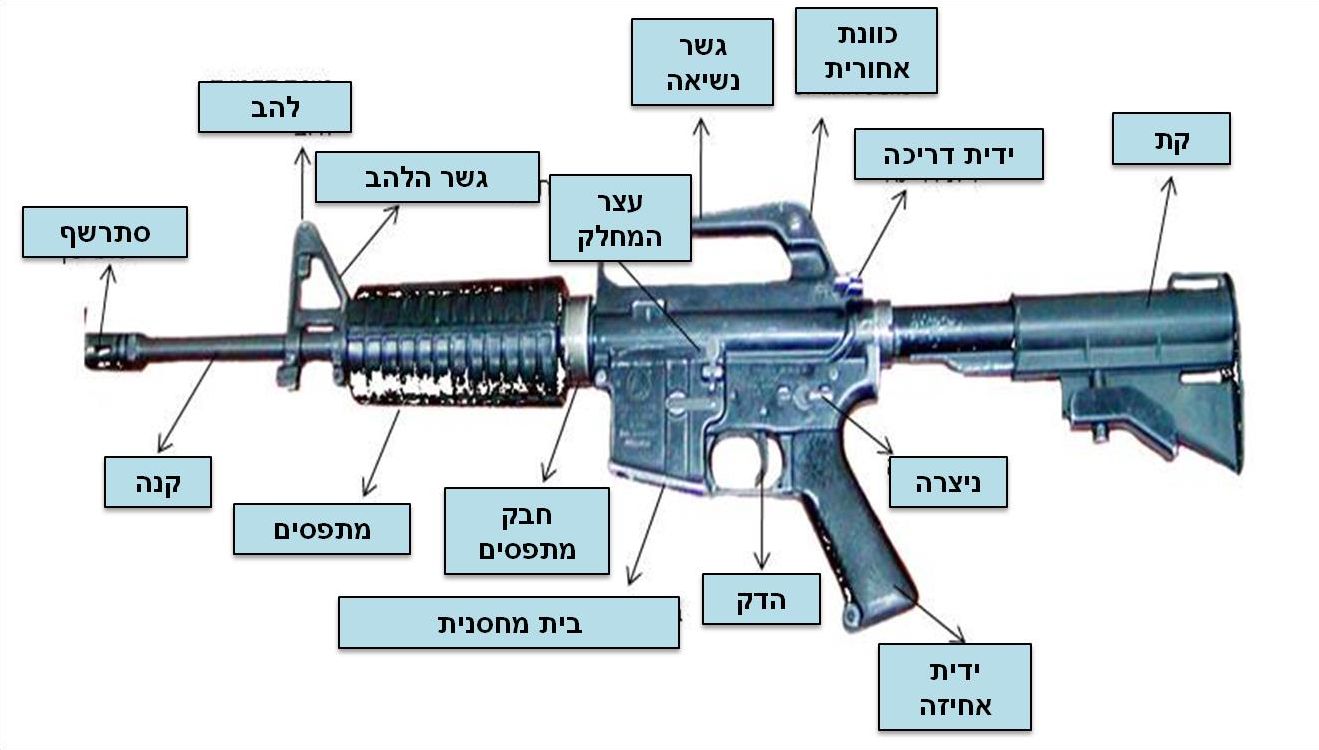 כוונת
אחורית
גשר
נשיאה
להב
ידית דריכה
קת
גשר הלהב
עצר
המחלק
סתרשף
קנה
ניצרה
מתפסים
חבק
מתפסים
הדק
בית מחסנית
ידית
אחיזה